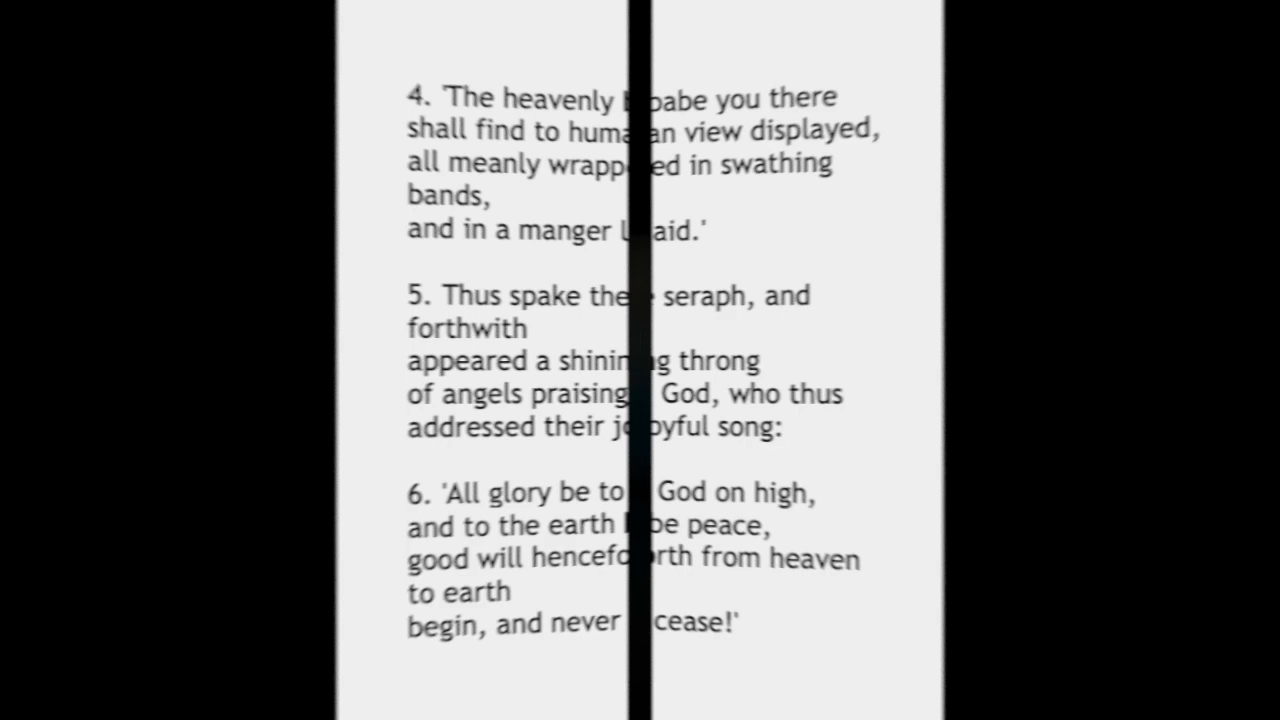 4. 'The heavenly babe you there
shall find to human view displayed,
all meanly wrapped in swathing
bands,
and in a manger laid.'
5. Thus spake the seraph, and
forthwith
appeared a shining throng
of angels praising God, who thus
addressed their joyful song:
6. 'All glory be to God on high,
and to the earth be peace,
good will henceforth from heaven
to earth
begin, and never cease!'